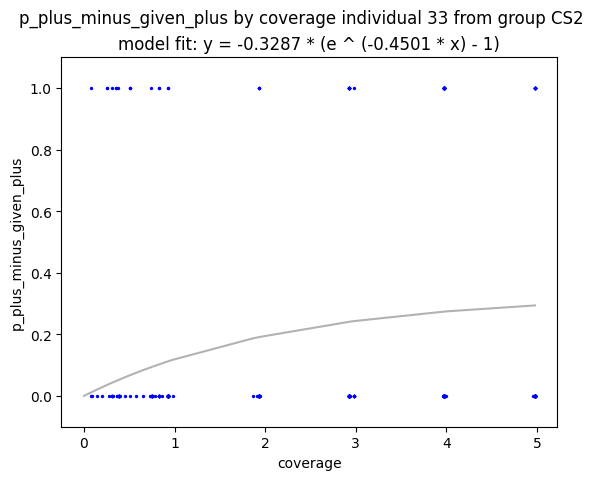 p_plus_minus_given_plus by coverage individual 33 from group CS2
model fit: y = -0.3287 * (e ^ (-0.4501 * x) - 1)
1.0
0.8
0.6
0.4
0.2
0.0
p_plus_minus_given_plus
0 1 2 3 4 5
coverage